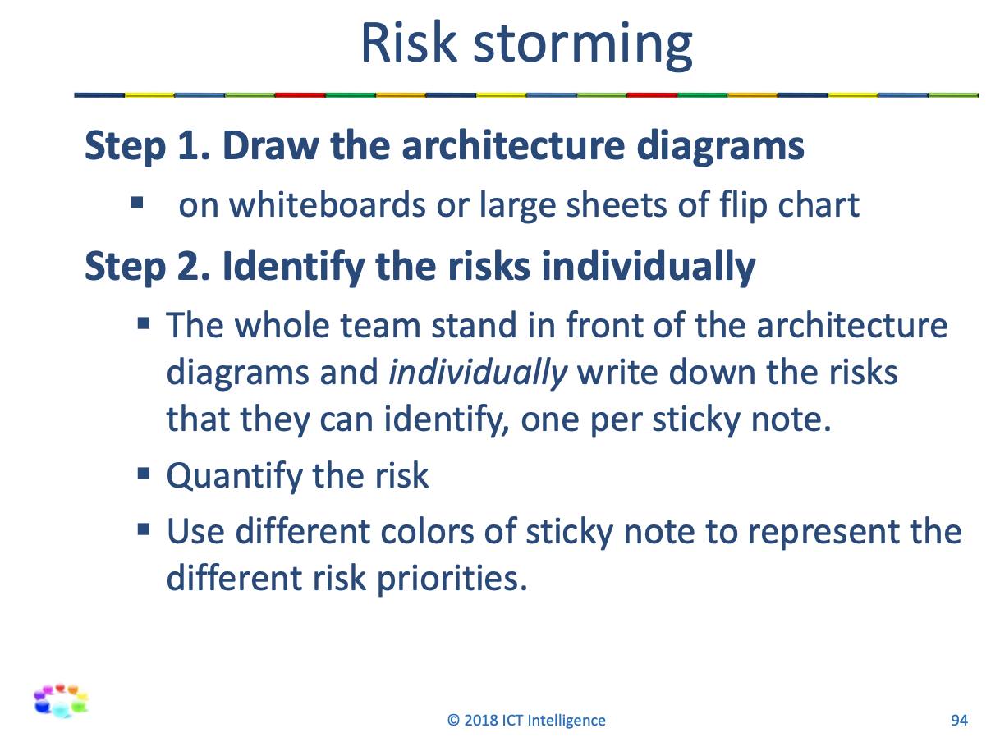 Risk storming
Step 1. Draw the architecture diagrams
▪ on whiteboards or large sheets of flip chart
Step 2. Identify the risks individually
▪ The whole team stand in front of the architecture
diagrams and individually write down the risks
that they can identify, one per sticky note.
▪ Quantify the risk
▪ Use different colors of sticky note to represent the
different risk priorities.
© 2018 ICT Intelligence
94